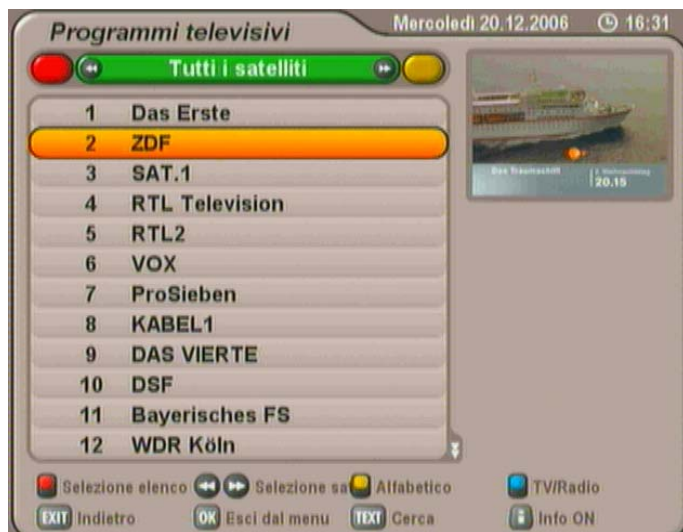 Programmi televisivi
Mercoledì 20.12.2006 16:31
Tutti i satelliti
1 Das Erste
2 ZDF
3 SAT.1
4 RTL Television
5 RTL2
6 VOX
7 ProSieben
8 KABEL1
9 DAS VIERTE
10 DSF
11 Bayerisches FS
12 WDR Köln
Das Traumschiff
20.15
Selezione elenco Selezione sa Alfabetico TV/Radio
EXIT Indietro OK Esci dal menu TEXT Cerca i Info ON